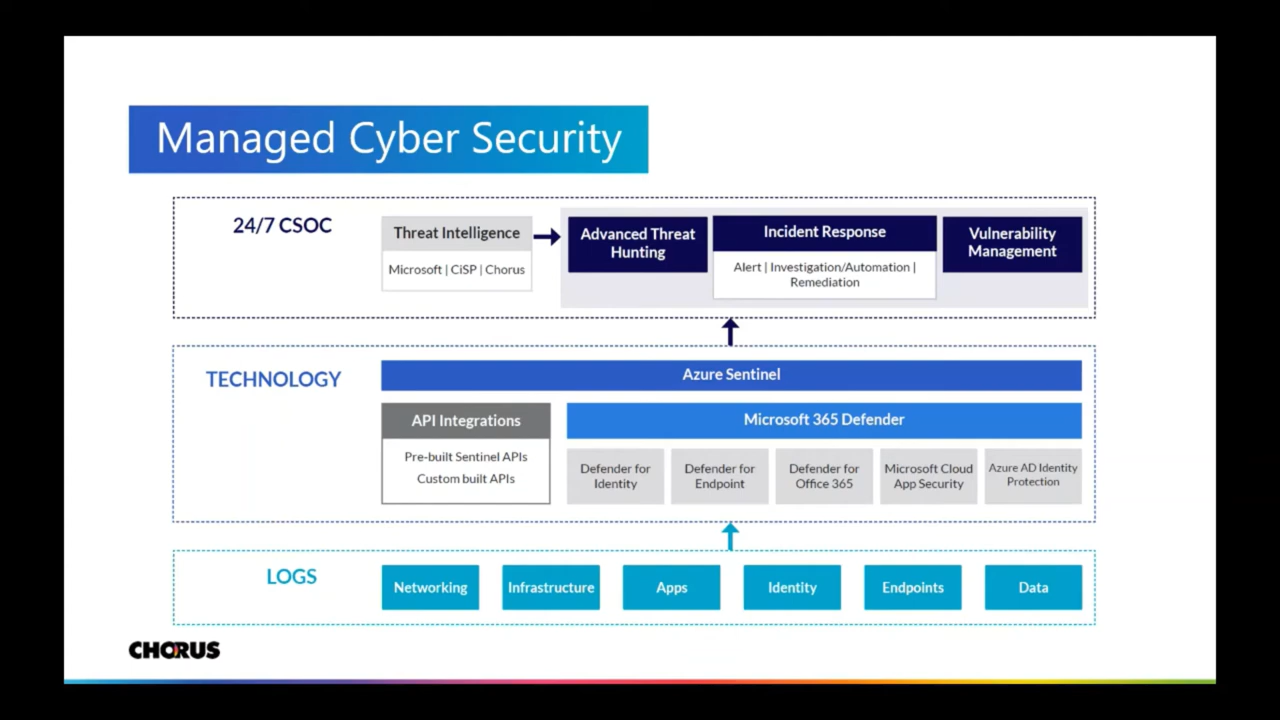 Managed Cyber Security
24/7 CSOC
Threat Intelligence
Microsoft | CiSP | Chorus
Advanced Threat
Hunting
Incident Response
Alert | Investigation/Automation |
Remediation
Vulnerability
Management
TECHNOLOGY
Azure Sentinel
API Integrations
Pre-built Sentinel APIs
Custom built APIs
Microsoft 365 Defender
Defender for
Identity
Defender for
Endpoint
Defender for
Office 365
Microsoft Cloud
App Security
Azure AD Identity
Protection
LOGS
Networking
Infrastructure
Apps
Identity
Endpoints
Data
CHORUS